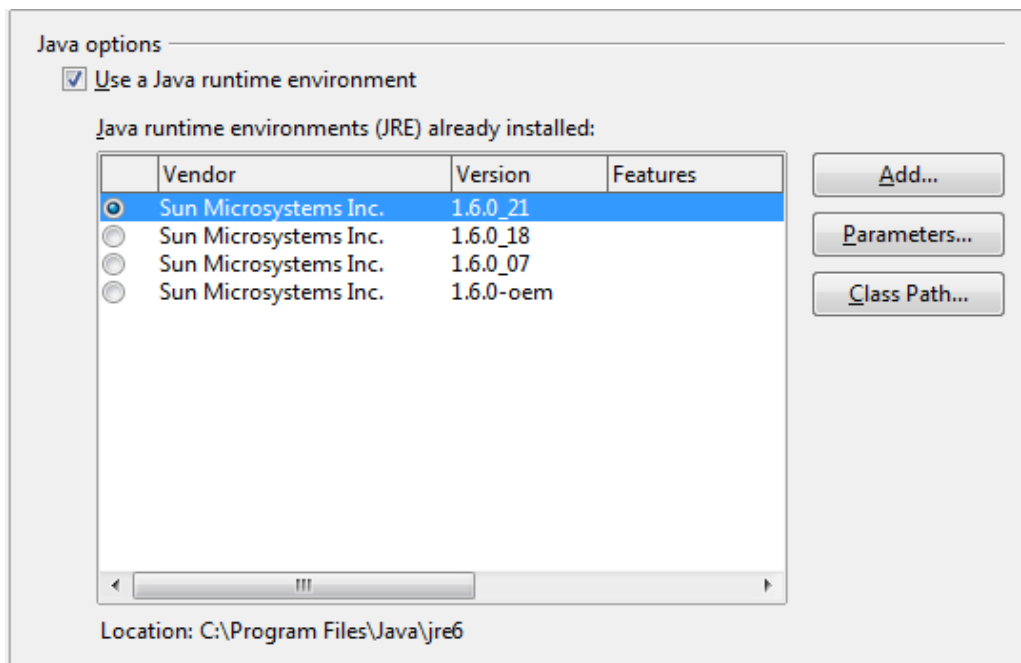 Java options
Use a Java runtime environment
Java runtime environments (JRE) already installed:
Vendor Version Features
Sun Microsystems Inc. 1.6.0_21
Sun Microsystems Inc. 1.6.0_18
Sun Microsystems Inc. 1.6.0_07
Sun Microsystems Inc. 1.6.0-oem
Add...
Parameters...
Class Path...
Location: C:\Program Files\Java\jre6